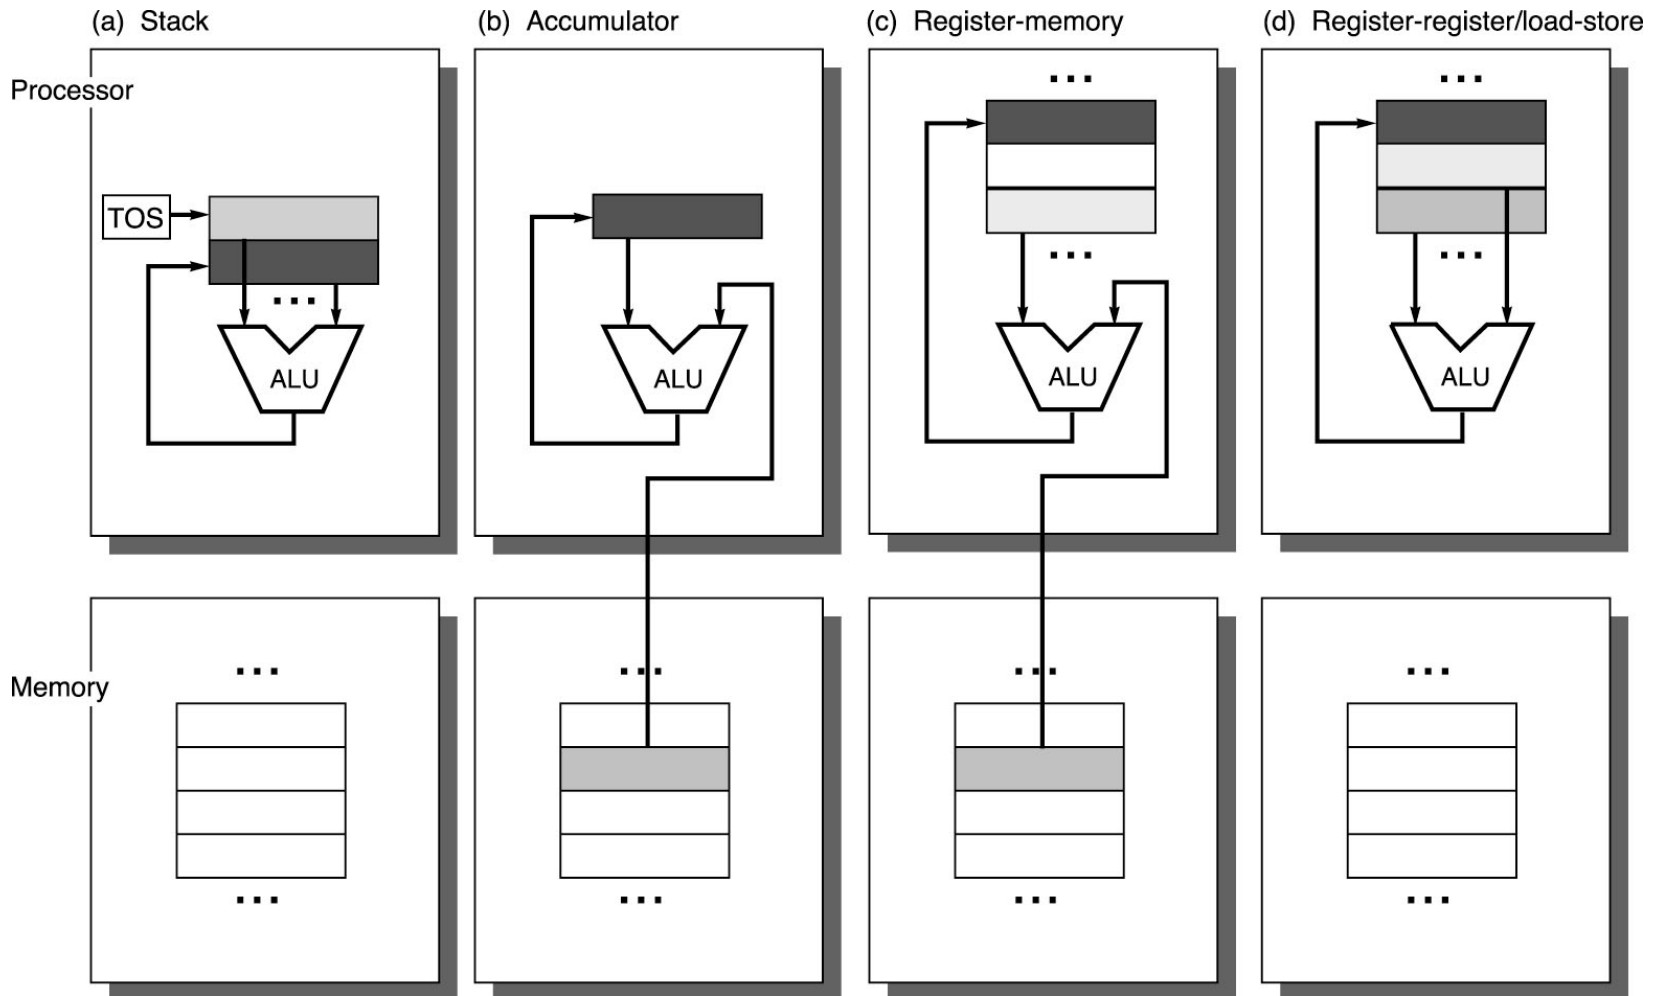 (a) Stack
(b) Accumulator
(c) Register-memory
(d) Register-register/load-store
Processor
...
...
TOS
...
...
...
ALU
ALU
ALU
ALU
Memory
...
...
...
...
...
...
...
...